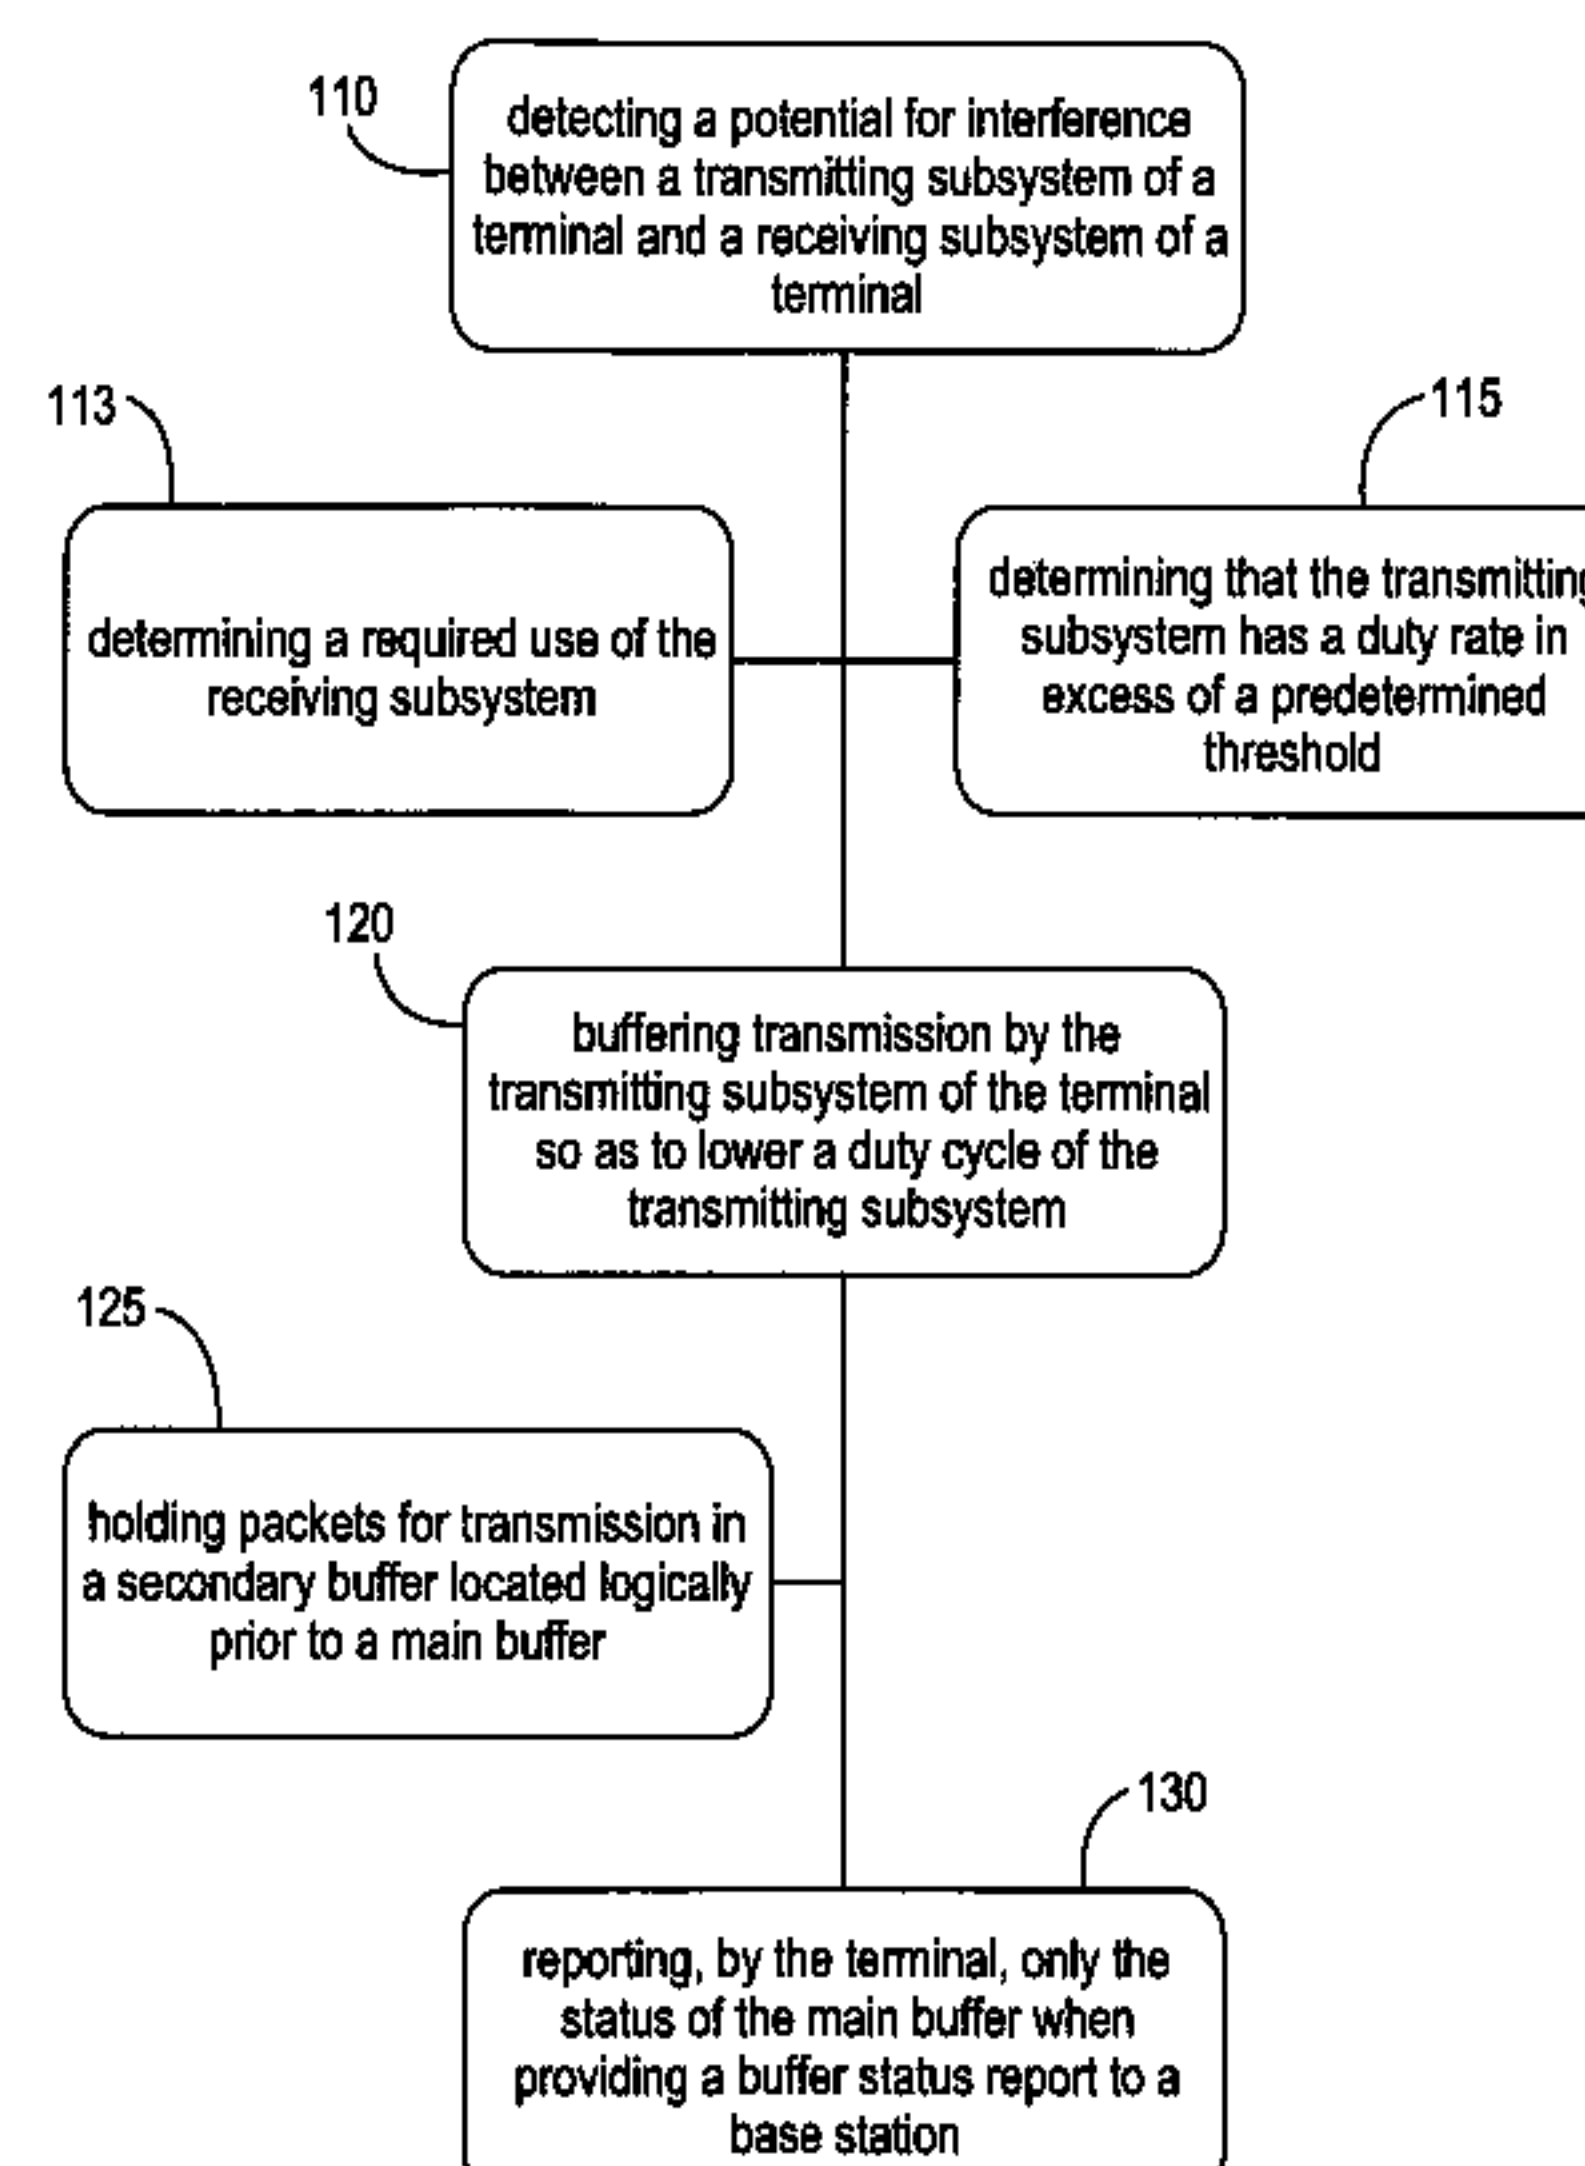 110
detecting a potential for interference
between a transmitting subsystem of a
terminal and a receiving subsystem of a
terminal
113
115
determining a required use of the
receiving subsystem
determining that the transmitting
subsystem has a duty rate in
excess of a predetermined
threshold
120
buffering transmission by the
transmitting subsystem of the terminal
so as to lower a duty cycle of the
transmitting subsystem
125
holding packets for transmission in
a secondary buffer located logically
prior to a main buffer
130
reporting, by the terminal, only the
status of the main buffer when
providing a buffer status report to a
base station